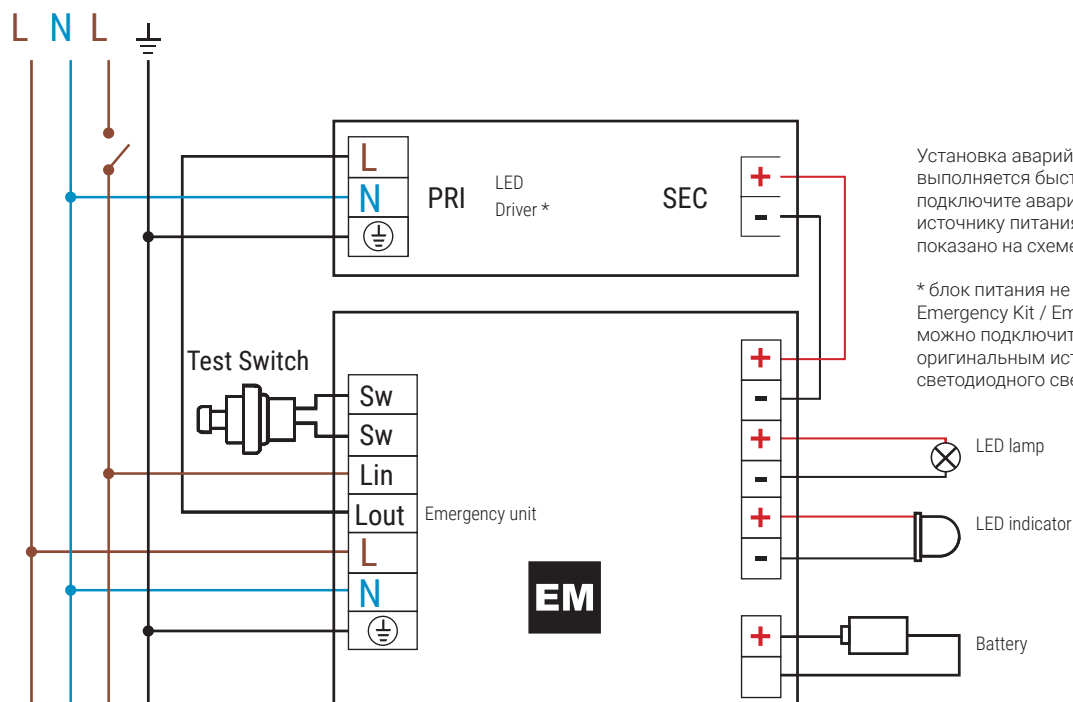 L N L
L
N
PRI
LED
Driver *
SEC
+
-
Установка аварий
выполняется быст
подключите авари
источнику питания
показано на схеме
* блок питания не
Emergency Kit / Em
можно подключит
оригинальным ист
светодиодного све
Test Switch
Sw
Sw
Lin
Lout
L
N
Emergency unit
EM
+
-
+
-
+
-
+
LED lamp
LED indicator
Battery